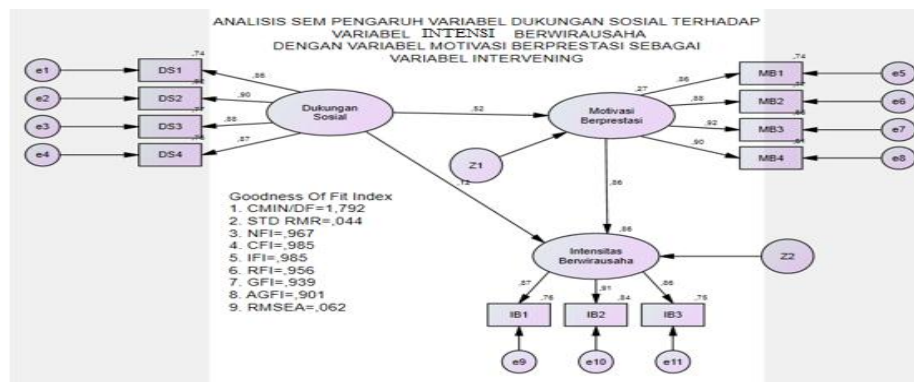 ANALISIS SEM PENGARUH VARIABEL DUKUNGAN SOSIAL TERHADAP
VARIABEL INTENSI BERWIRAUSAHA
DENGAN VARIABEL MOTIVASI BERPRESTASI SEBAGAI
VARIABEL INTERVENING
e1
DS1
,74
,86
e2
DS2
,90
e3
DS3
,88
e4
DS4
,87
Dukungan
Sosial
,52
,27
Motivasi
Berprestasi
Z1
,86
MB1
,74
e5
,88
MB2
e6
,92
MB3
e7
,90
MB4
,81
e8
,86
Goodness Of Fit Index
1. CMIN/DF=1,792
2. STD RMR=,044
3. NFI=,967
4. CFI=,985
5. IFI=,985
6. RFI=,956
7. GFI=,939
8. AGFI=,901
9. RMSEA=,062
,86
Intensitas
Berwirausaha
Z2
,87
,91
,86
IB1
,76
IB2
,84
IB3
,75
e9
e10
e11